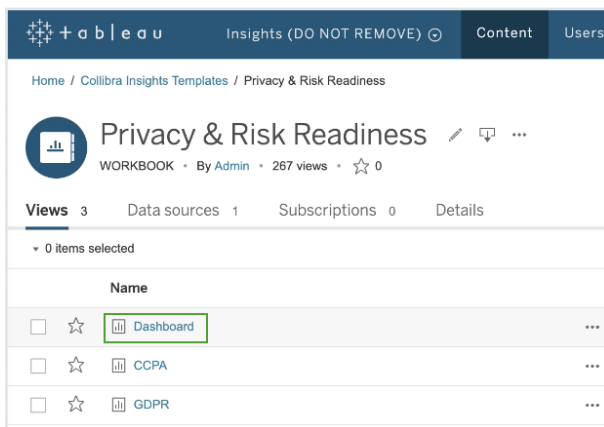 + a b | e a u Insights (DO NOT REMOVE) Content Users
Home / Collibra Insights Templates / Privacy & Risk Readiness
Privacy & Risk Readiness
WORKBOOK • By Admin • 267 views • 0
Views 3 Data sources 1 Subscriptions 0 Details
0 items selected
Name
Dashboard
CCPA
GDPR